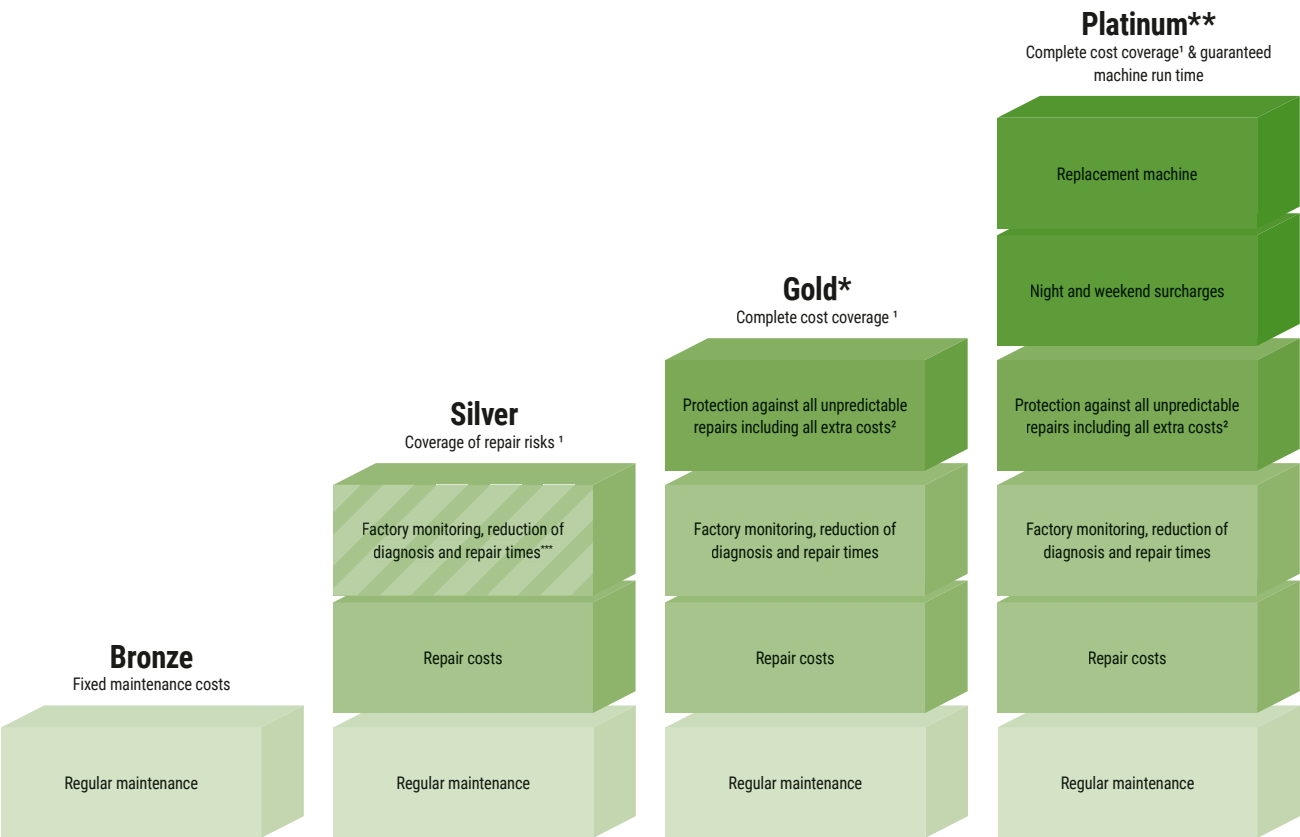 Platinum**
Complete cost coverage¹ & guaranteed
machine run time
Replacement machine
Night and weekend surcharges
Protection against all unpredictable
repairs including all extra costs²
Factory monitoring, reduction of
diagnosis and repair times
Repair costs
Regular maintenance
Gold*
Complete cost coverage ¹
Protection against all unpredictable
repairs including all extra costs²
Factory monitoring, reduction of
diagnosis and repair times
Repair costs
Regular maintenance
Silver
Coverage of repair risks ¹
Factory monitoring, reduction of
diagnosis and repair times***
Repair costs
Regular maintenance
Bronze
Fixed maintenance costs
Regular maintenance